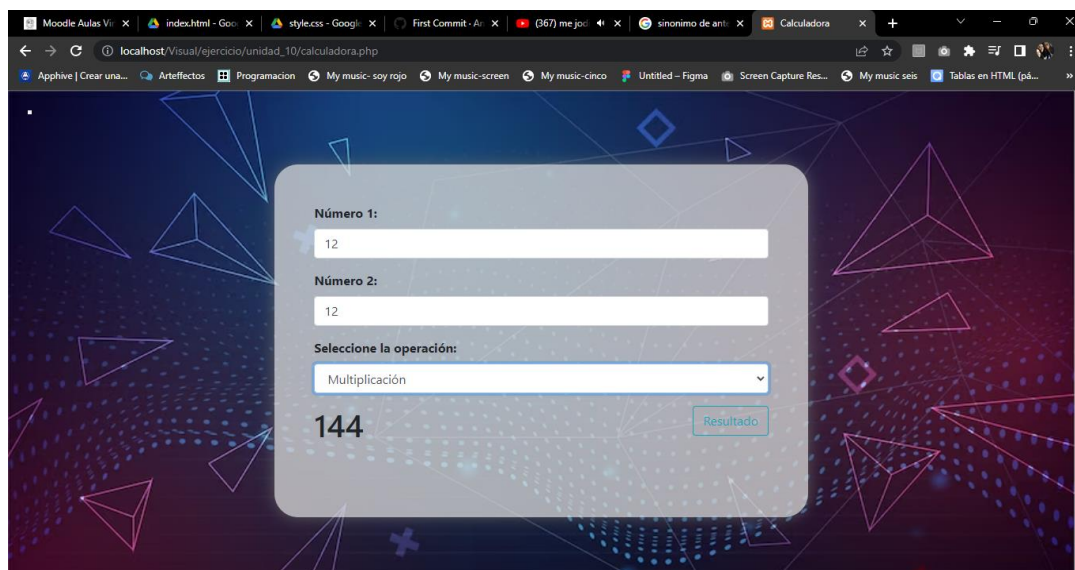 Moodle Aulas Vir
index.html - Goo
style.css - Google
First Commit · Ar
(367) me jod
sinonimo de ante
Calculadora
localhost/Visual/ejercicio/unidad_10/calculadora.php
Apphive | Crear una...
Arteffectos
Programacion
My music- soy rojo
My music-screen
My music-cinco
Untitled – Figma
Screen Capture Res...
My music seis
Tablas en HTML (pá...
»
Número 1:
12
Número 2:
12
Seleccione la operación:
Multiplicación
144
Resultado